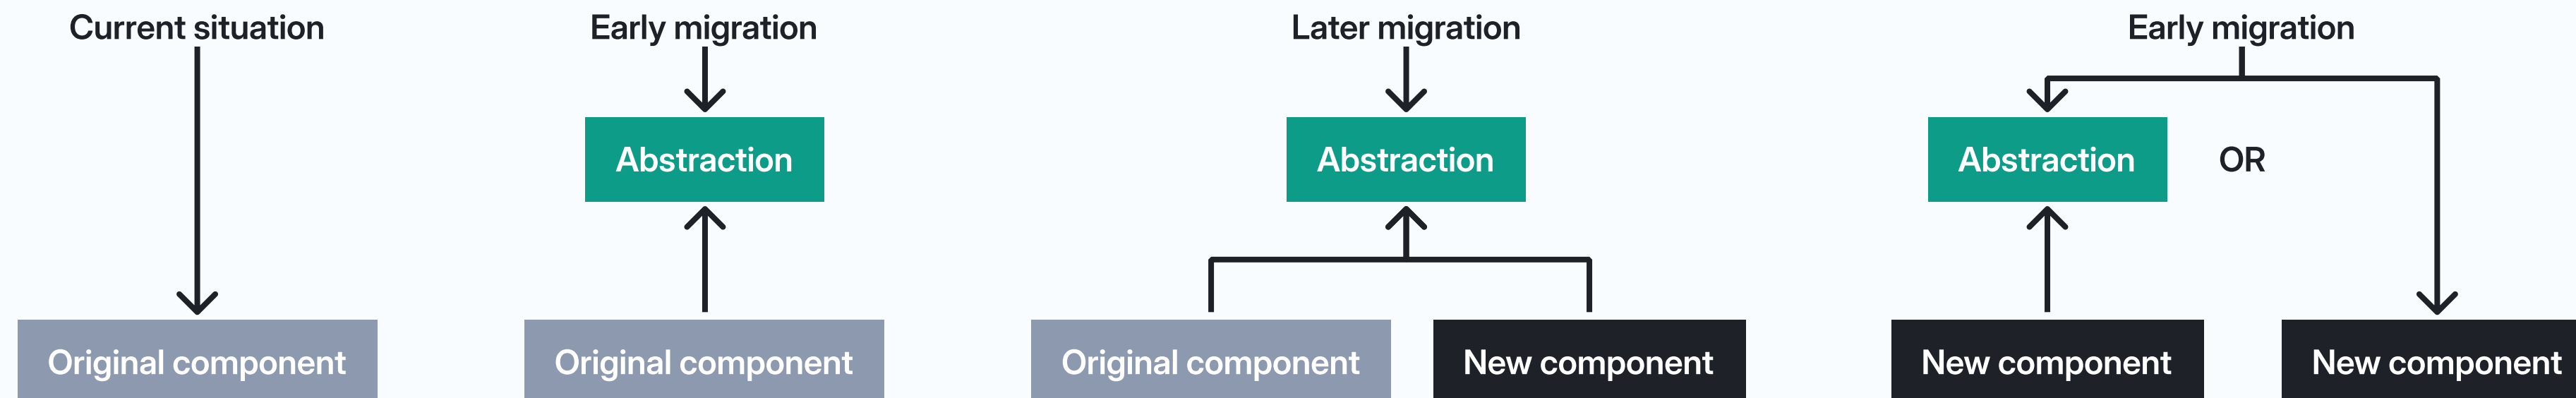 Current situation
Early migration
Later migration
Early migration
Abstraction
Abstraction
Abstraction
OR
Original component
Original component
Original component
New component
New component
New component